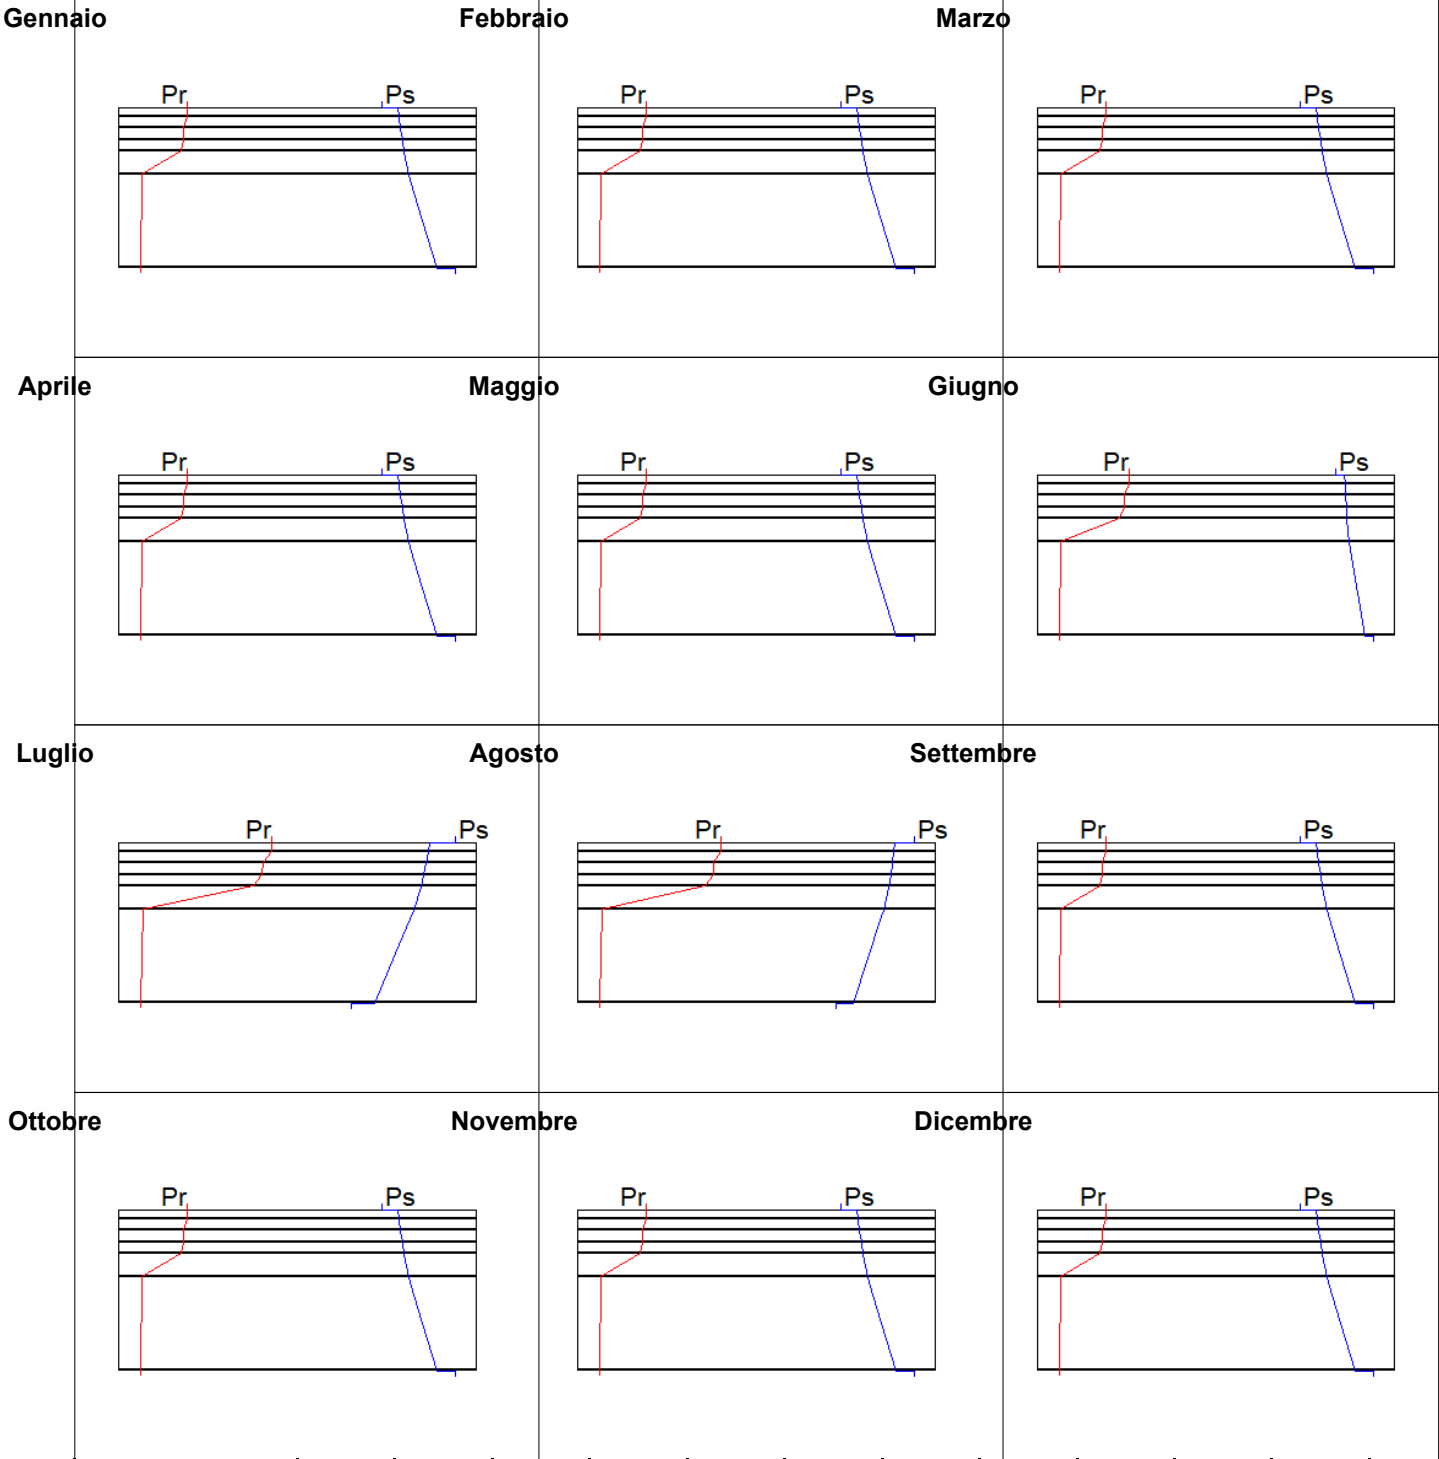 Gennaio Febbraio Marzo
Pr Ps Pr Ps Pr Ps
Aprile Maggio Giugno
Pr Ps Pr Ps Pr Ps
Luglio Agosto Settembre
Pr Ps Pr Ps Pr Ps
Ottobre Novembre Dicembre
Pr Ps Pr Ps Pr Ps